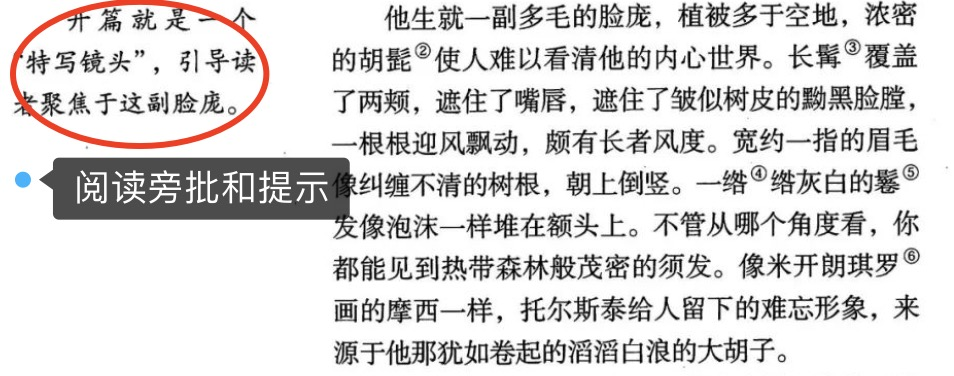 开篇就是一个
“特写镜头”，引导读
者聚焦于这副脸庞。
阅读旁批和提示
他生就一副多毛的脸庞，植被多于空地，浓密
的胡髭②使人难以看清他的内心世界。长髯③覆盖
了两颊，遮住了嘴唇，遮住了皱似树皮的黝黑脸膛，
一根根迎风飘动，颇有长者风度。宽约一指的眉毛
像纠缠不清的树根，朝上倒竖。一绺④绺灰白的鬈⑤
发像泡沫一样堆在额头上。不管从哪个角度看，你
都能见到热带森林般茂密的须发。像米开朗琪罗⑥
画的摩西一样，托尔斯泰给人留下的难忘形象，来
源于他那犹如卷起的滔滔白浪的大胡子。